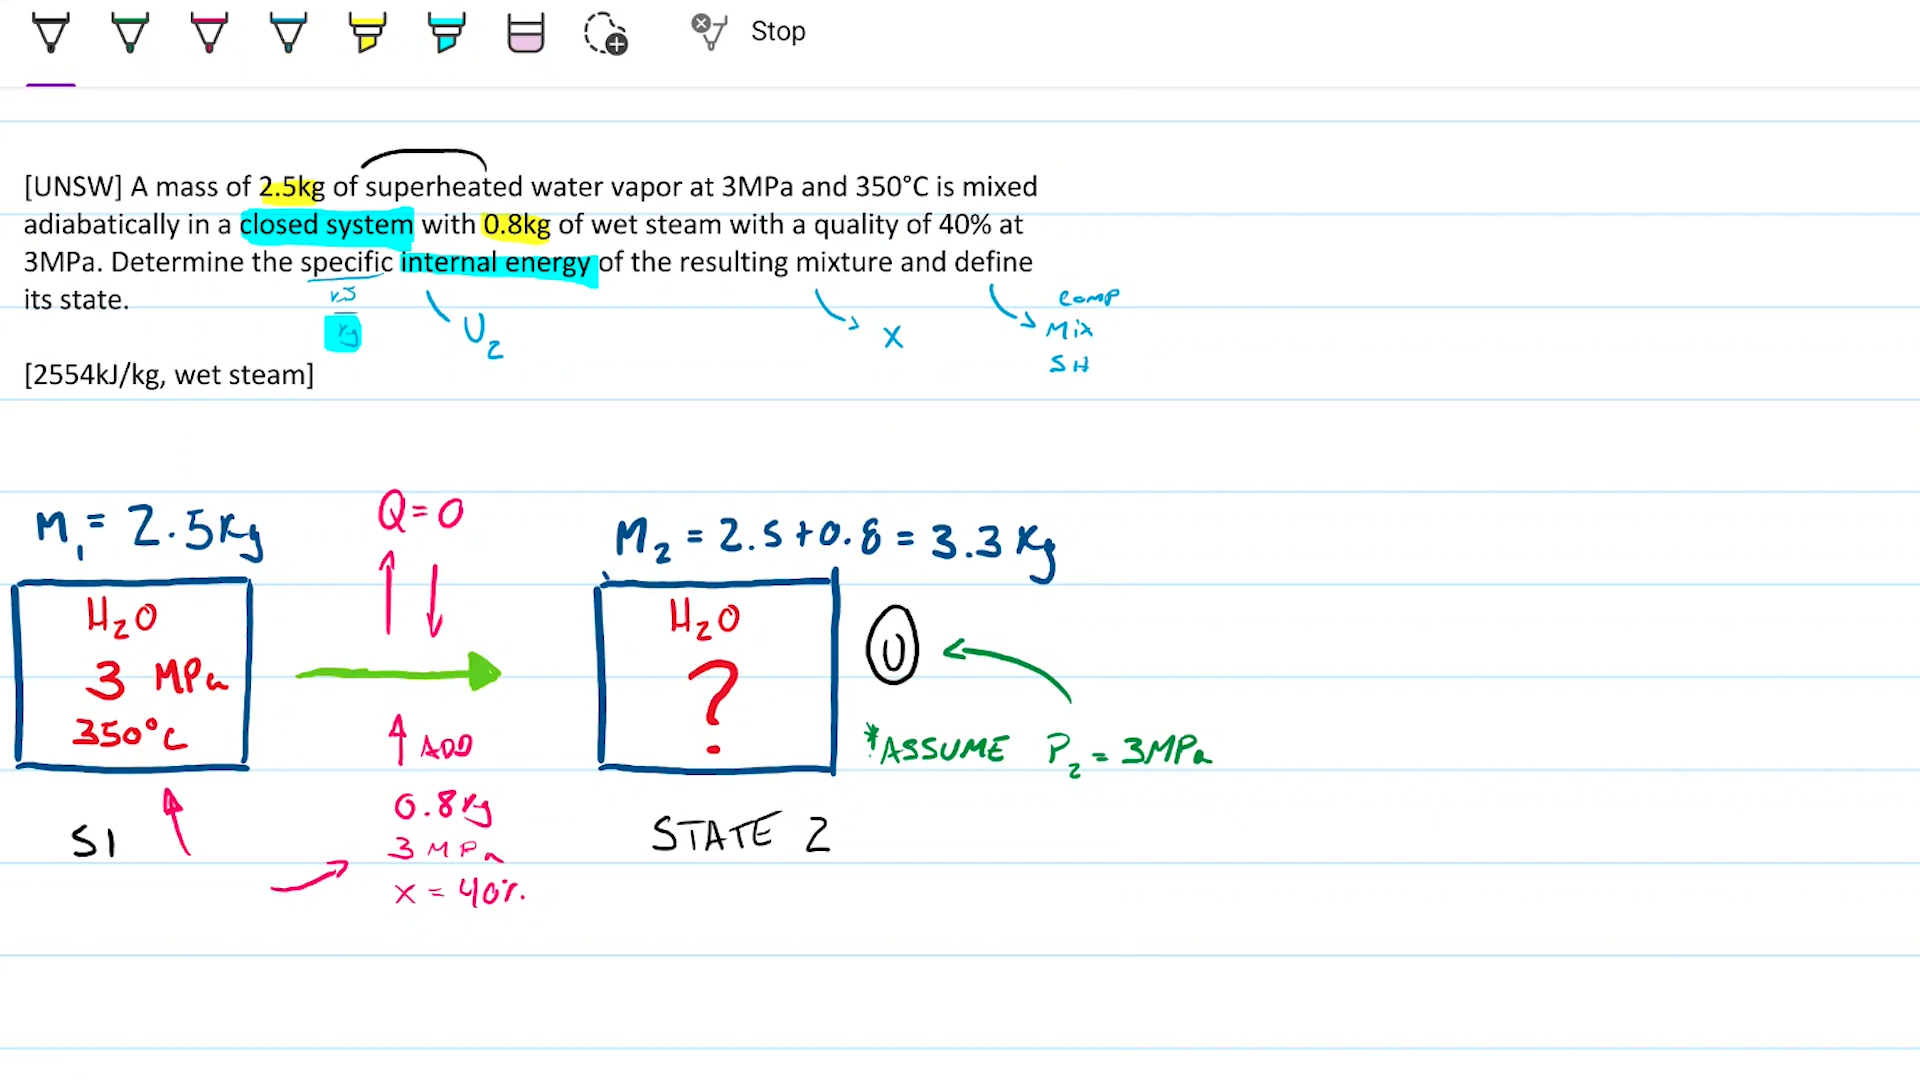 Stop
[UNSW] A mass of 2.5kg of superheated water vapor at 3MPa and 350°C is mixed
adiabatically in a closed system with 0.8kg of wet steam with a quality of 40% at
3MPa. Determine the specific internal energy of the resulting mixture and define
its state.
KJ
kg
U2
X
comp
Mix
SH
[2554kJ/kg, wet steam]
M1 = 2.5Kg
Q=0
M2 = 2.5+0.8 = 3.3 Kg
H2O
3 MPa
350°C
H2O
?
U
ADD
*ASSUME P2 = 3MPa
0.8Kg
3 MPa
X = 40%
S1
STATE 2